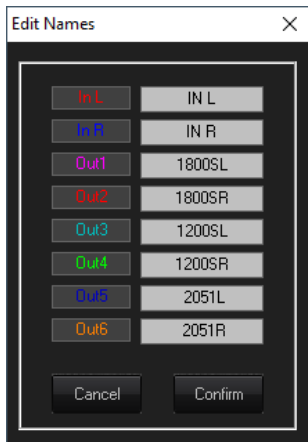 Edit Names
In L IN L
In R IN R
Out1 1800SL
Out2 1800SR
Out3 1200SL
Out4 1200SR
Out5 2051L
Out6 2051R
Cancel Confirm